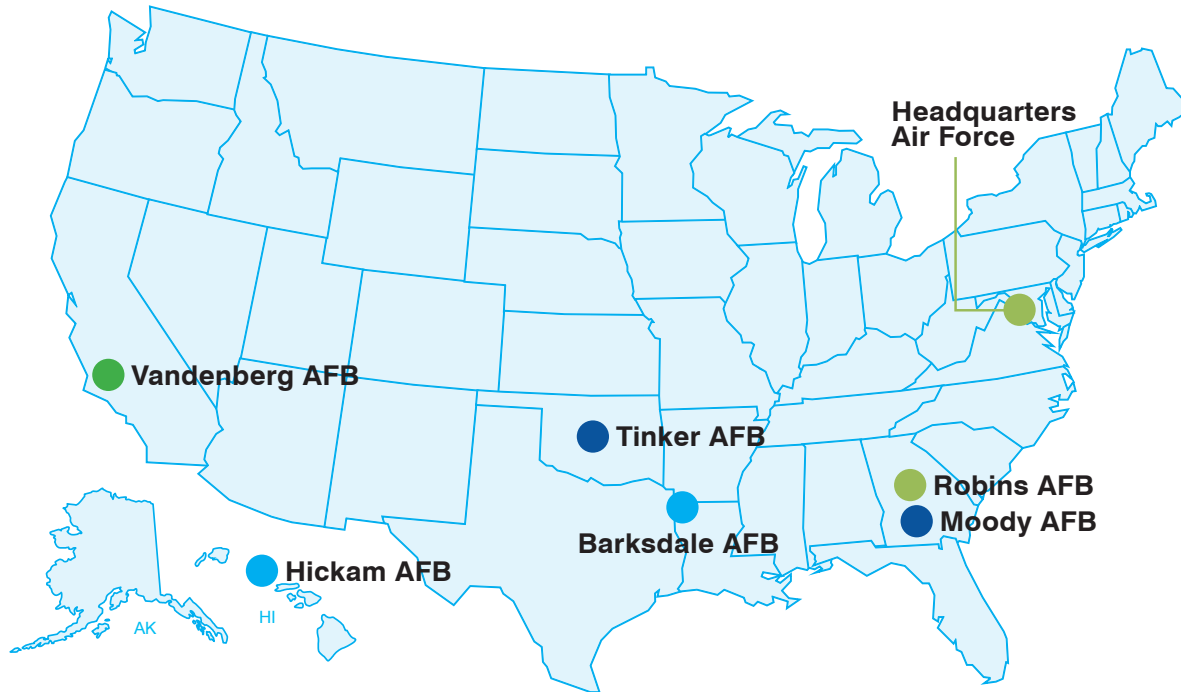 Headquarters
Air Force
Vandenberg AFB
Tinker AFB
Robins AFB
Moody AFB
Barksdale AFB
Hickam AFB
HI
AK